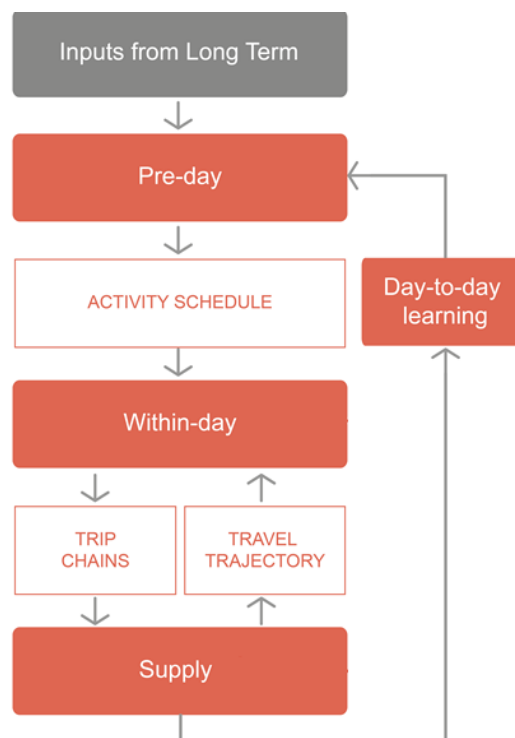 Inputs from Long Term
Pre-day
ACTIVITY SCHEDULE
Day-to-day
learning
Within-day
TRIP
CHAINS
TRAVEL
TRAJECTORY
Supply